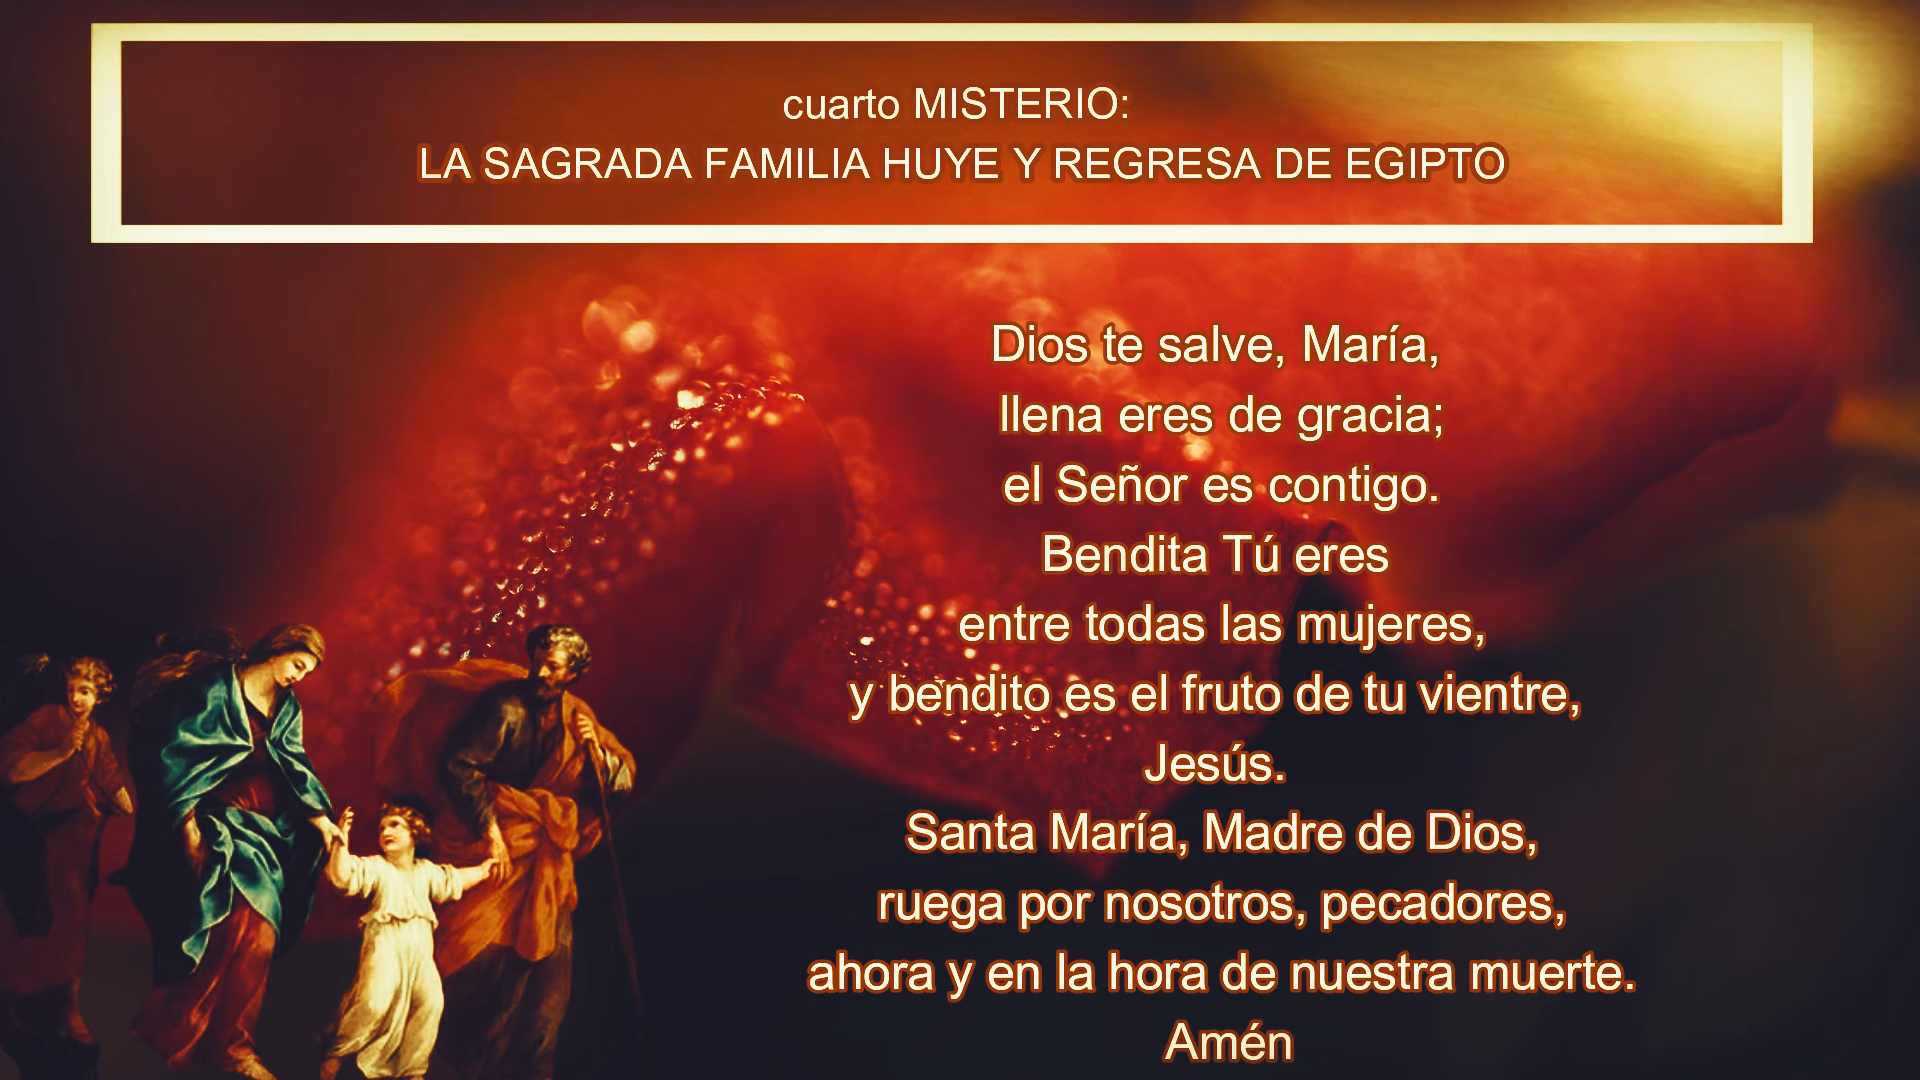 cuarto MISTERIO:
LA SAGRADA FAMILIA HUYE Y REGRESA DE EGIPTO
Dios te salve, María,
llena eres de gracia;
el Señor es contigo.
Bendita Tú eres
entre todas las mujeres,
y bendito es el fruto de tu vientre,
Jesús.
Santa María, Madre de Dios,
ruega por nosotros, pecadores,
ahora y en la hora de nuestra muerte.
Amén